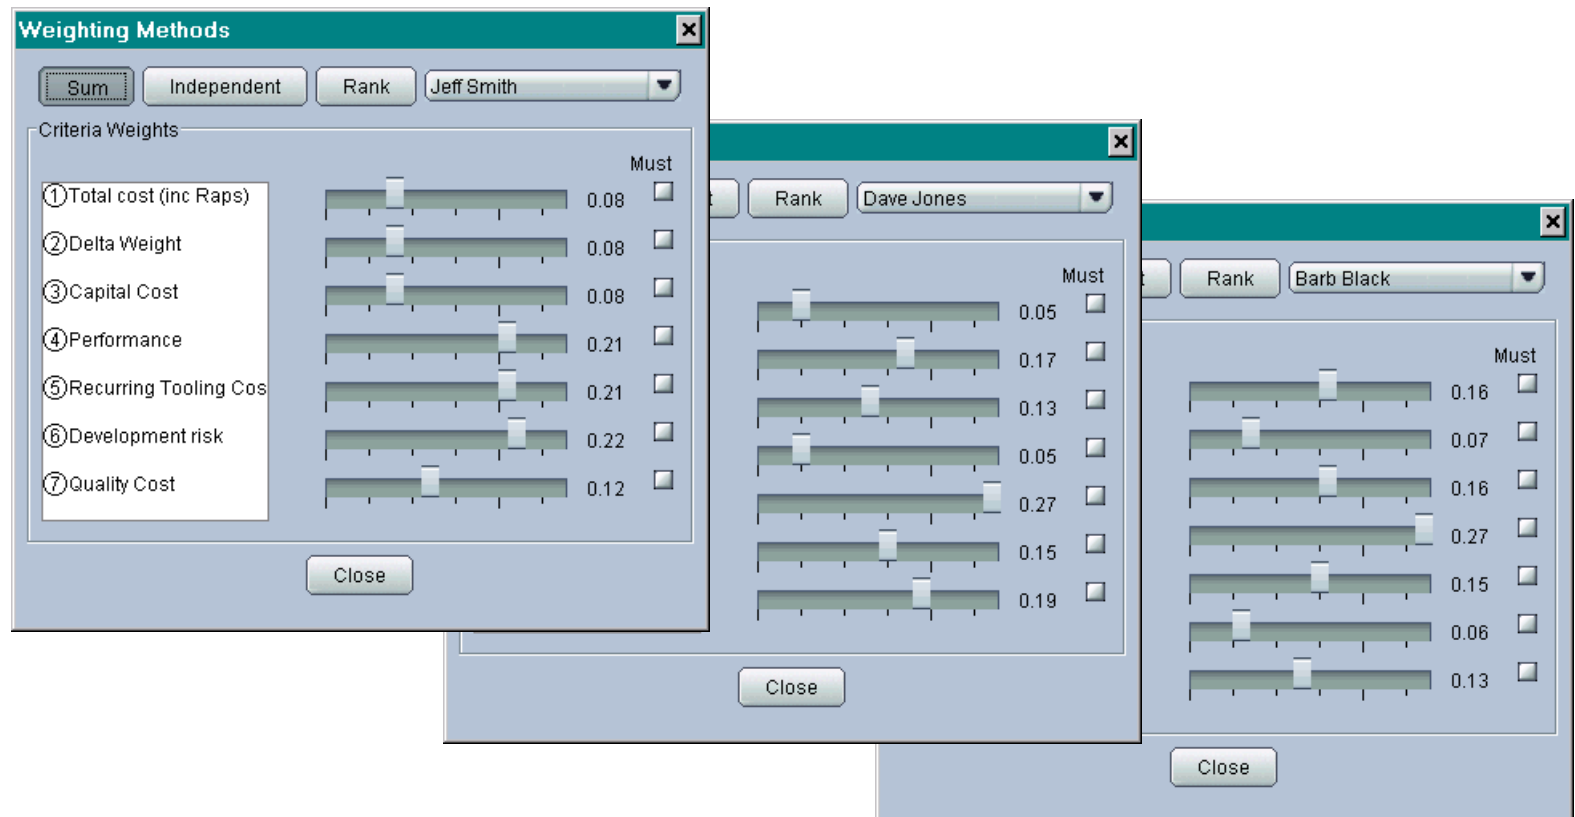 Weighting Methods
Sum Independent Rank Jeff Smith
Criteria Weights
Must
①Total cost (inc Raps) 0.08
②Delta Weight 0.08
③Capital Cost 0.08
④Performance 0.21
⑤Recurring Tooling Cos 0.21
⑥Development risk 0.22
⑦Quality Cost 0.12
Close
t Rank Dave Jones
Must
0.05
0.17
0.13
0.05
0.27
0.15
0.19
Close
t Rank Barb Black
Must
0.16
0.07
0.16
0.27
0.15
0.06
0.13
Close